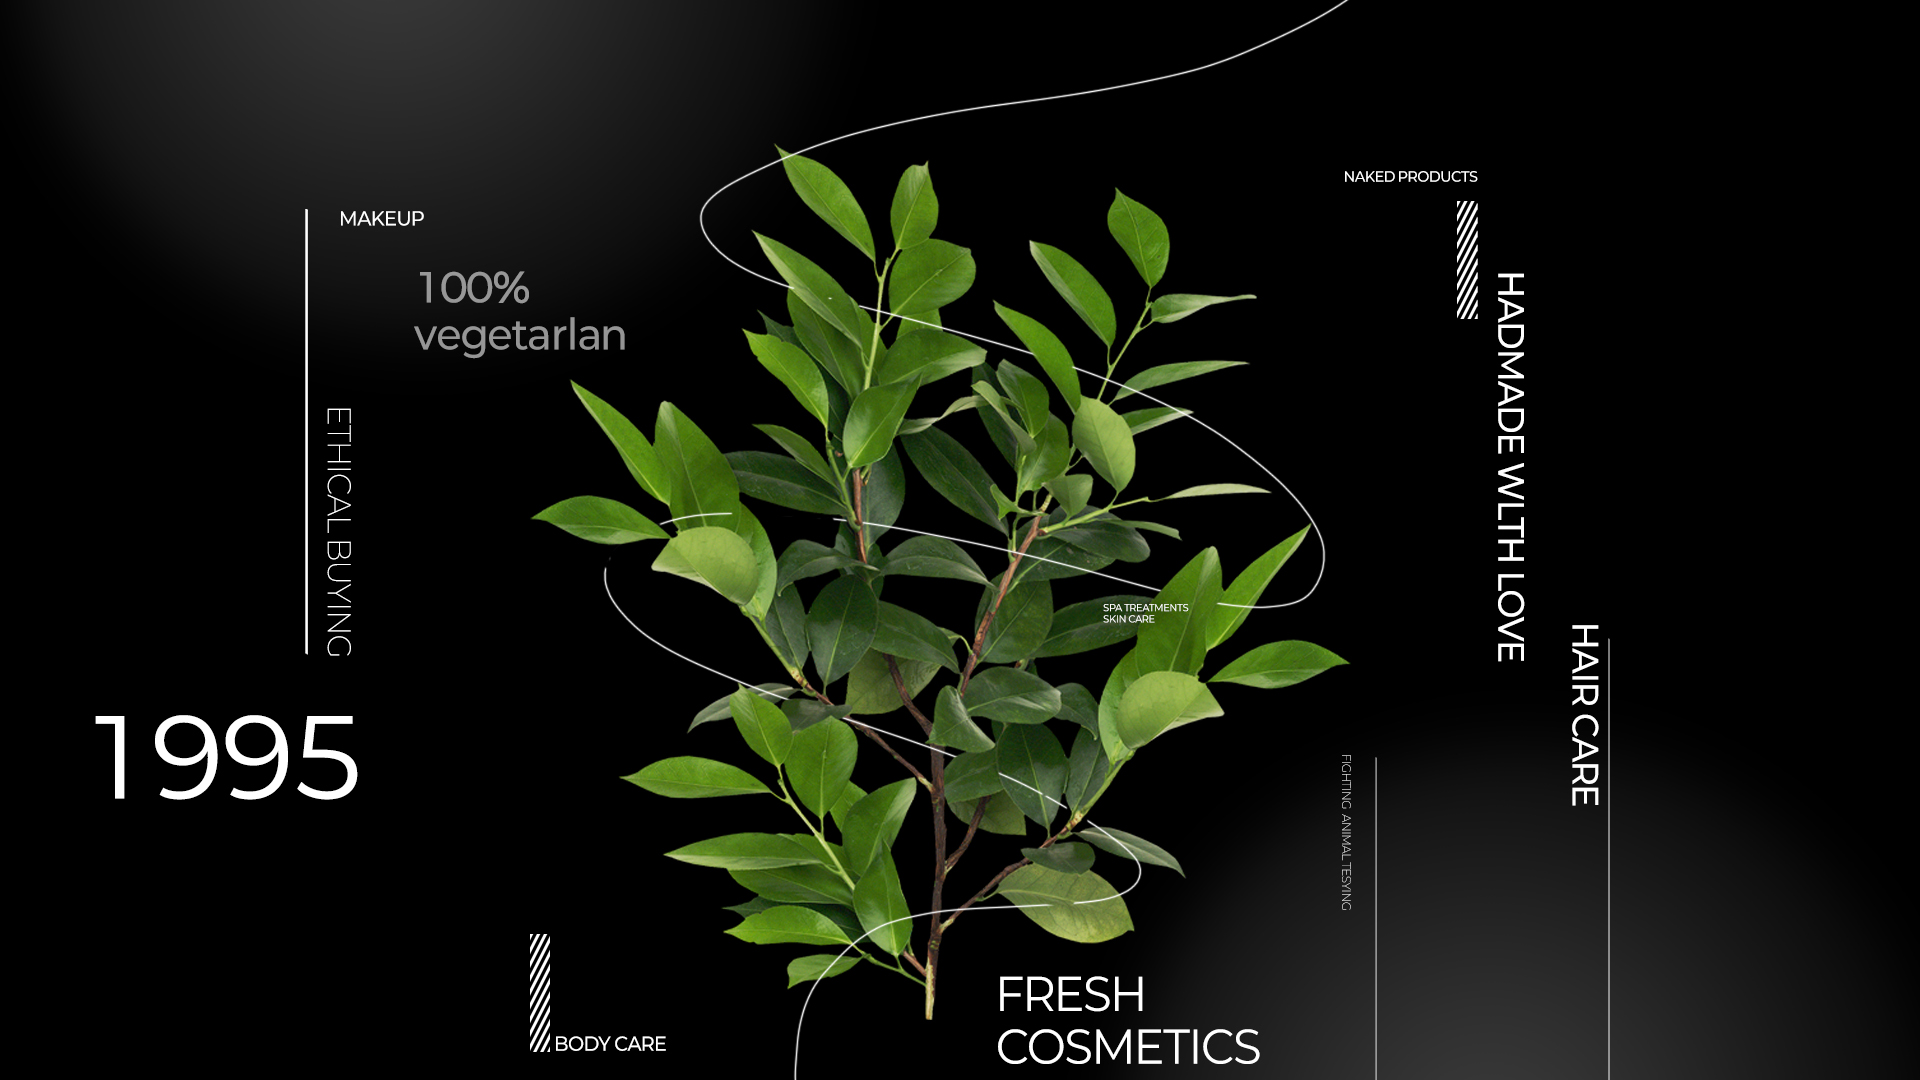 NAKED PRODUCTS
MAKEUP
100%
vegetarlan
HADMADE WLTH LOVE
ETHICAL BUYING
SPA TREATMENTS
SKIN CARE
HAIR CARE
1995
FIGHTING ANIMAL TESYING
FRESH
COSMETICS
BODY CARE